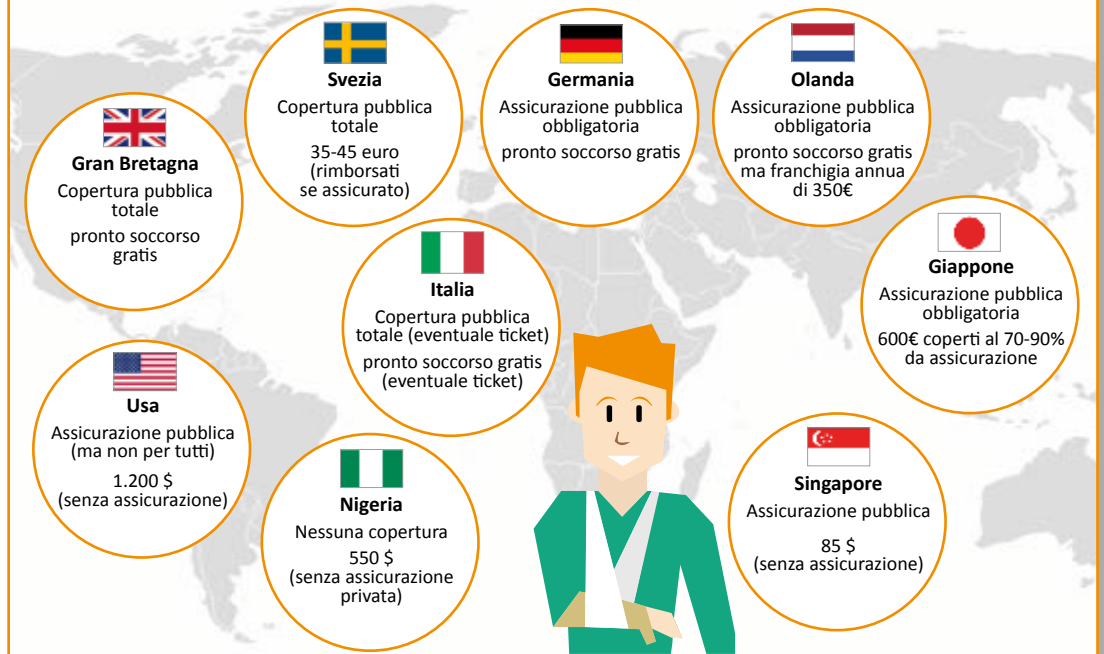 Svezia
Copertura pubblica
totale
35-45 euro
(rimborsati
se assicurato)
Germania
Assicurazione pubblica
obbligatoria
pronto soccorso gratis
Olanda
Assicurazione pubblica
obbligatoria
pronto soccorso gratis
ma franchigia annua
di 350€
Gran Bretagna
Copertura pubblica
totale
pronto soccorso
gratis
Italia
Copertura pubblica
totale (eventuale ticket)
pronto soccorso gratis
(eventuale ticket)
Giappone
Assicurazione pubblica
obbligatoria
600€ coperti al 70-90%
da assicurazione
Usa
Assicurazione pubblica
(ma non per tutti)
1.200 $
(senza assicurazione)
Nigeria
Nessuna copertura
550 $
(senza assicurazione
privata)
Singapore
Assicurazione pubblica
85 $
(senza assicurazione)